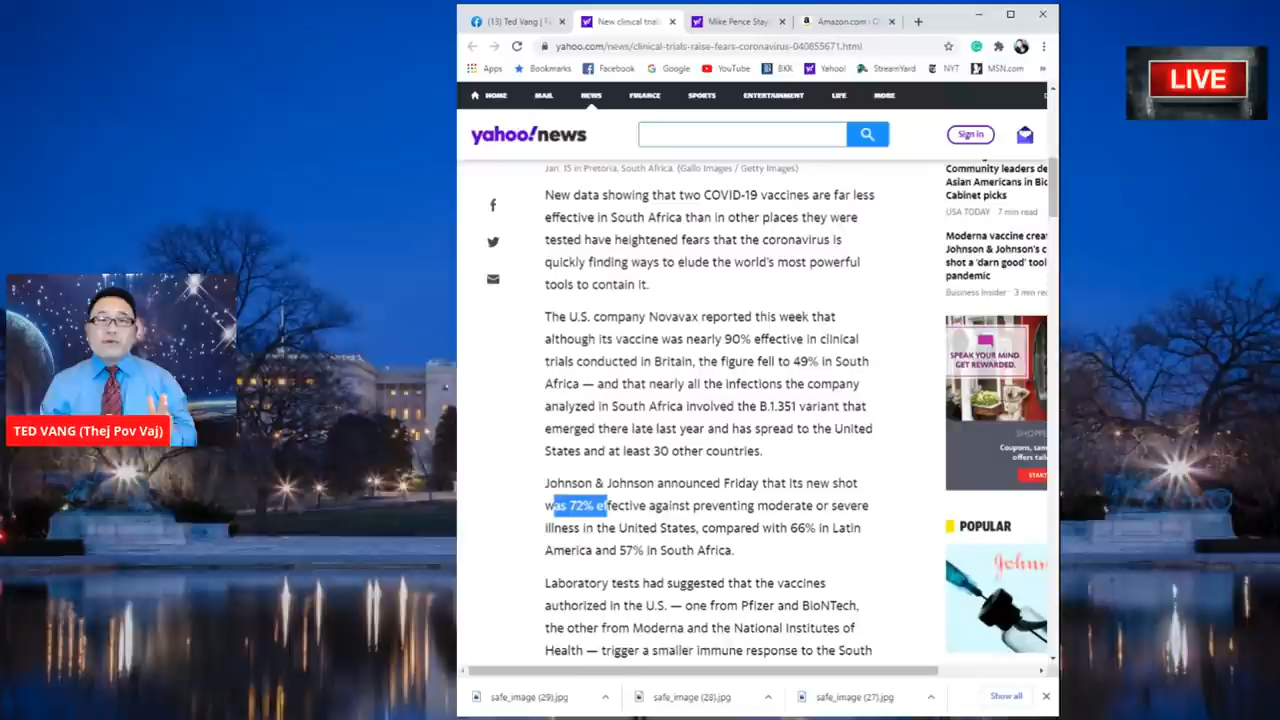 (13) Ted Vang | F
New clinical trial
Mike Pence Stay
Amazon.com : C
yahoo.com/news/clinical-trials-raise-fears-coronavirus-040855671.html
Apps
Bookmarks
Facebook
Google
YouTube
BKK
Yahoo!
StreamYard
NYT
MSN.com
HOME
MAIL
NEWS
FINANCE
SPORTS
ENTERTAINMENT
LIFE
MORE
LIVE
yahoo!news
Sign in
Jan. 15 in Pretoria, South Africa. (Gallo Images / Getty Images)
New data showing that two COVID-19 vaccines are far less
effective in South Africa than in other places they were
tested have heightened fears that the coronavirus is
quickly finding ways to elude the world's most powerful
tools to contain it.
The U.S. company Novavax reported this week that
although its vaccine was nearly 90% effective in clinical
trials conducted in Britain, the figure fell to 49% in South
Africa — and that nearly all the infections the company
analyzed in South Africa involved the B.1.351 variant that
emerged there late last year and has spread to the United
States and at least 30 other countries.
Johnson & Johnson announced Friday that its new shot
was 72% effective against preventing moderate or severe
illness in the United States, compared with 66% in Latin
America and 57% in South Africa.
Laboratory tests had suggested that the vaccines
authorized in the U.S. — one from Pfizer and BioNTech,
the other from Moderna and the National Institutes of
Health — trigger a smaller immune response to the South
Community leaders de
Asian Americans in Bi
Cabinet picks
USA TODAY 7 min read
Moderna vaccine crea
Johnson & Johnson's c
shot a 'darn good' tool
pandemic
Business Insider 3 min re
SPEAK YOUR MIND.
GET REWARDED.
SHOPPE
Coupons, sam
offers tail
START
POPULAR
John
TED VANG (Thej Pov Vaj)
safe_image (29).jpg
safe_image (28).jpg
safe_image (27).jpg
Show all